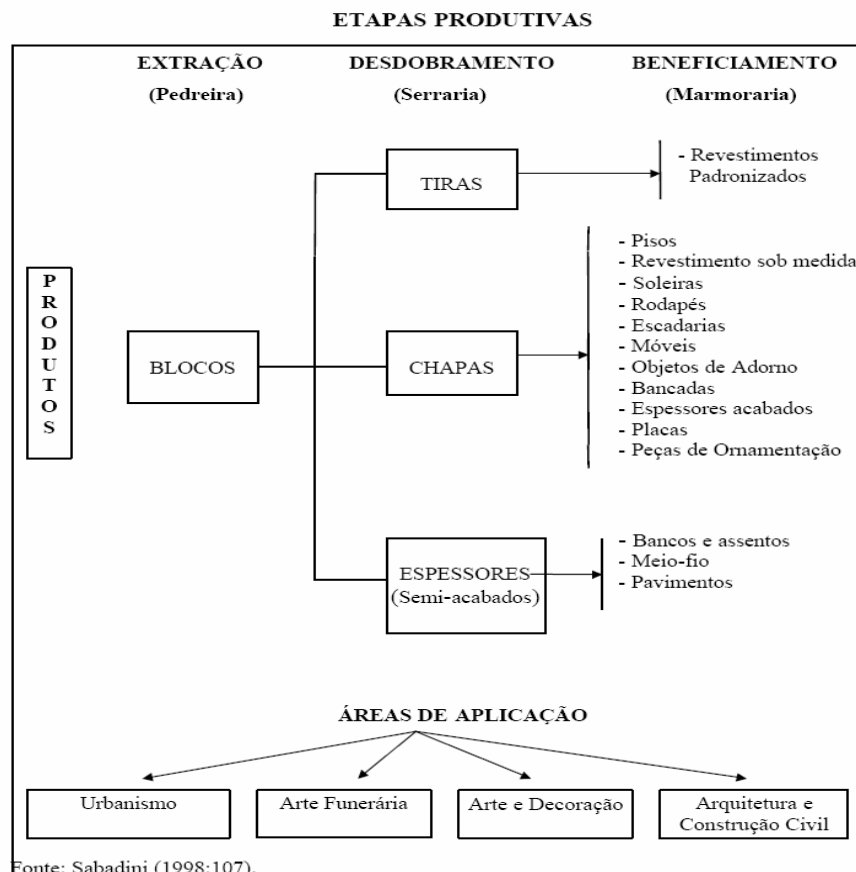 ETAPAS PRODUTIVAS
EXTRAÇÃO
(Pedreira)
DESDOBRAMENTO
(Serraria)
BENEFICIAMENTO
(Marmoraria)
PRODUTOS
BLOCOS
TIRAS
- Revestimentos
Padronizados
CHAPAS
- Pisos
- Revestimento sob medida
- Soleiras
- Rodapés
- Escadarias
- Móveis
- Objetos de Adorno
- Bancadas
- Espessores acabados
- Placas
- Peças de Ornamentação
ESPESSORES
(Semi-acabados)
- Bancos e assentos
- Meio-fio
- Pavimentos
ÁREAS DE APLICAÇÃO
Urbanismo
Arte Funerária
Arte e Decoração
Arquitetura e
Construção Civil
Fonte: Sabadini (1998:107).